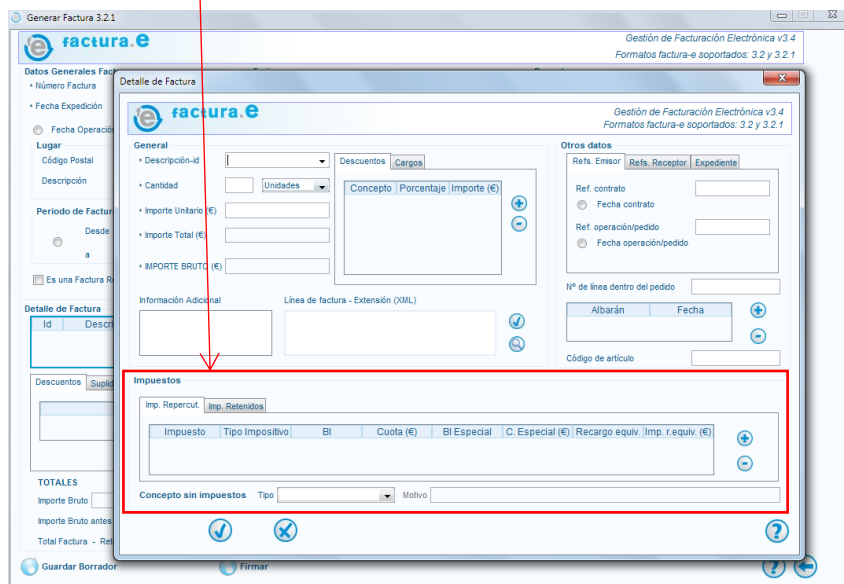 Generar Factura 3.2.1
factura.e
Gestión de Facturación Electrónica v3.4
Formatos factura-e soportados: 3.2 y 3.2.1
Datos Generales
* Número Factura
* Fecha Expedición
Fecha Operación
Lugar
Código Postal
Descripción
Periodo de Factur
Desde
a
Es una Factura R
Detalle de Factura
Id Descri
Descuentos Suplid
TOTALES
Importe Bruto
Importe Bruto antes
Total Factura - Ret
Guardar Borrador Firmar
Detalle de Factura
factura.e
Gestión de Facturación Electrónica v3.4
Formatos factura-e soportados: 3.2 y 3.2.1
General
* Descripción-id
* Cantidad Unidades
* Importe Unitario (€)
* Importe Total (€)
* IMPORTE BRUTO (€)
Descuentos Cargos
Concepto Porcentaje Importe (€)
Información Adicional Línea de factura - Extensión (XML)
Otros datos
Refs. Emisor Refs. Receptor Expediente
Ref. contrato
Fecha contrato
Ref. operación/pedido
Fecha operación/pedido
Nº de línea dentro del pedido
Albarán Fecha
Código de artículo
Impuestos
Imp. Repercut. Imp. Retenidos
Impuesto Tipo Impositivo BI Cuota (€) BI Especial C. Especial (€) Recargo equiv. Imp. r.equiv. (€)
Concepto sin impuestos Tipo Motivo